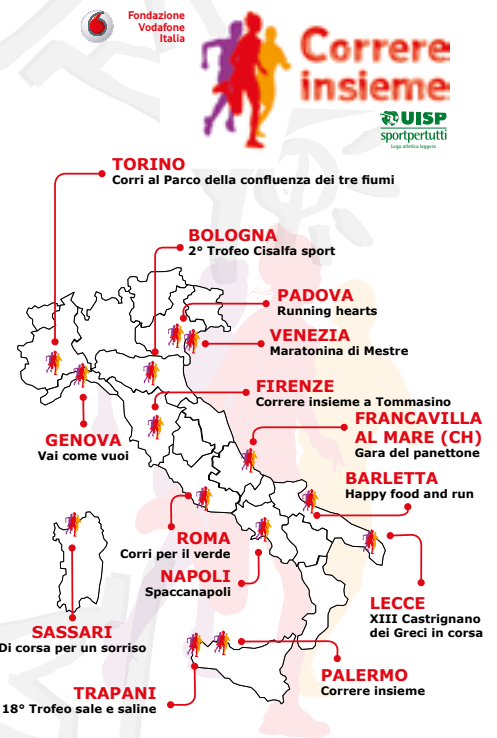 Fondazione
Vodafone
Italia
Correre
insieme
UISP
sportpertutti
Lega atletica leggera
TORINO
Corri al Parco della confluenza dei tre fiumi
BOLOGNA
2° Trofeo Cisalfa sport
PADOVA
Running hearts
VENEZIA
Maratonina di Mestre
FIRENZE
Correre insieme a Tommasino
FRANCAVILLA
AL MARE (CH)
Gara del panettone
GENOVA
Vai come vuoi
BARLETTA
Happy food and run
ROMA
Corri per il verde
NAPOLI
Spaccanapoli
LECCE
XIII Castrignano
dei Greci in corsa
SASSARI
Di corsa per un sorriso
PALERMO
Correre insieme
TRAPANI
18° Trofeo sale e saline